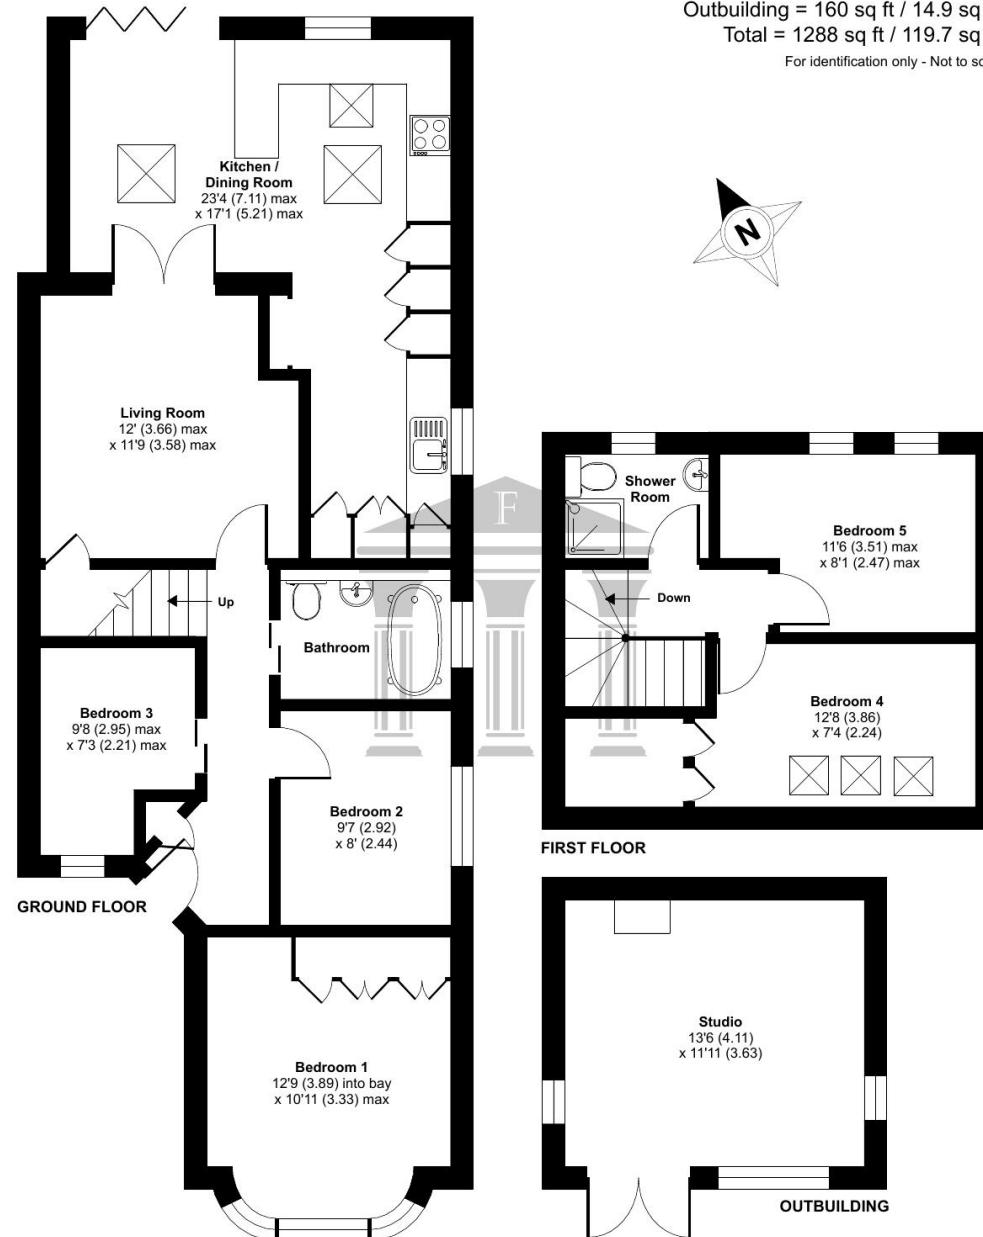 Outbuilding = 160 sq ft / 14.9 sq
Total = 1288 sq ft / 119.7 sq
For identification only - Not to sc
Kitchen /
Dining Room
23'4 (7.11) max
x 17'1 (5.21) max
N
Living Room
12' (3.66) max
x 11'9 (3.58) max
F
Shower
Room
Bedroom 5
11'6 (3.51) max
x 8'1 (2.47) max
Up
Down
Bathroom
Bedroom 3
9'8 (2.95) max
x 7'3 (2.21) max
Bedroom 4
12'8 (3.86)
x 7'4 (2.24)
Bedroom 2
9'7 (2.92)
x 8' (2.44)
FIRST FLOOR
GROUND FLOOR
Studio
13'6 (4.11)
x 11'11 (3.63)
Bedroom 1
12'9 (3.89) into bay
x 10'11 (3.33) max
OUTBUILDING